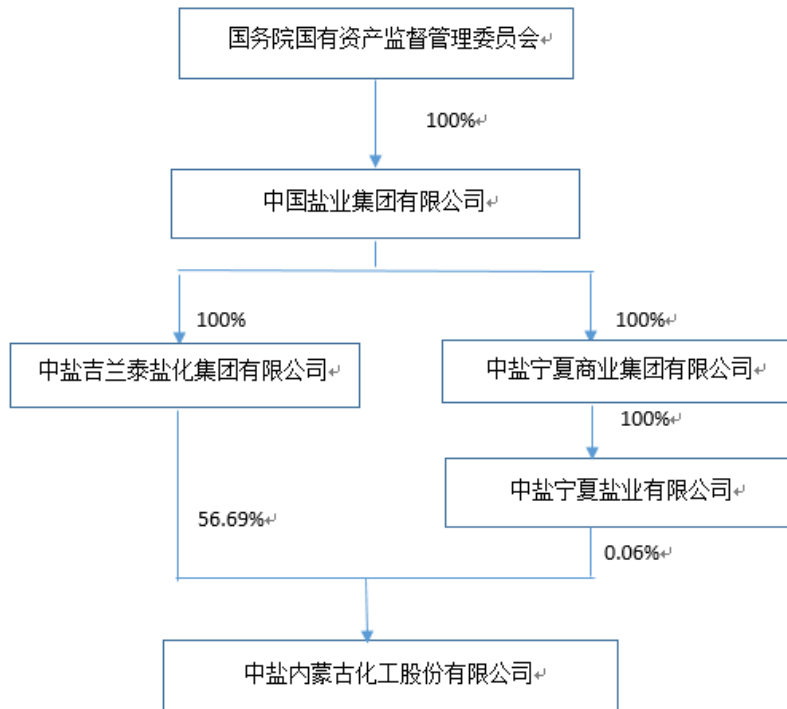 国务院国有资产监督管理委员会↵
100%↵
中国盐业集团有限公司↵
100%
100%↵
中盐吉兰泰盐化集团有限公司↵
中盐宁夏商业集团有限公司↵
100%↵
中盐宁夏盐业有限公司↵
56.69%↵
0.06%↵
中盐内蒙古化工股份有限公司↵